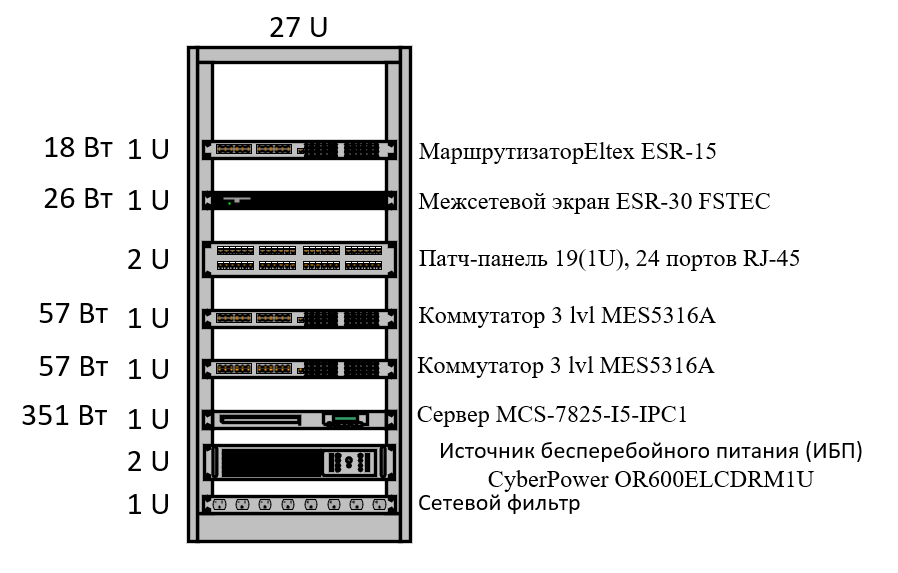 27 U
18 Вт 1 U МаршрутизаторEltex ESR-15
26 Вт 1 U Межсетевой экран ESR-30 FSTEC
2 U Патч-панель 19(1U), 24 портов RJ-45
57 Вт 1 U Коммутатор 3 lvl MES5316A
57 Вт 1 U Коммутатор 3 lvl MES5316A
351 Вт 1 U Сервер MCS-7825-I5-IPC1
2 U Источник бесперебойного питания (ИБП)
CyberPower OR600ELCDRM1U
1 U Сетевой фильтр